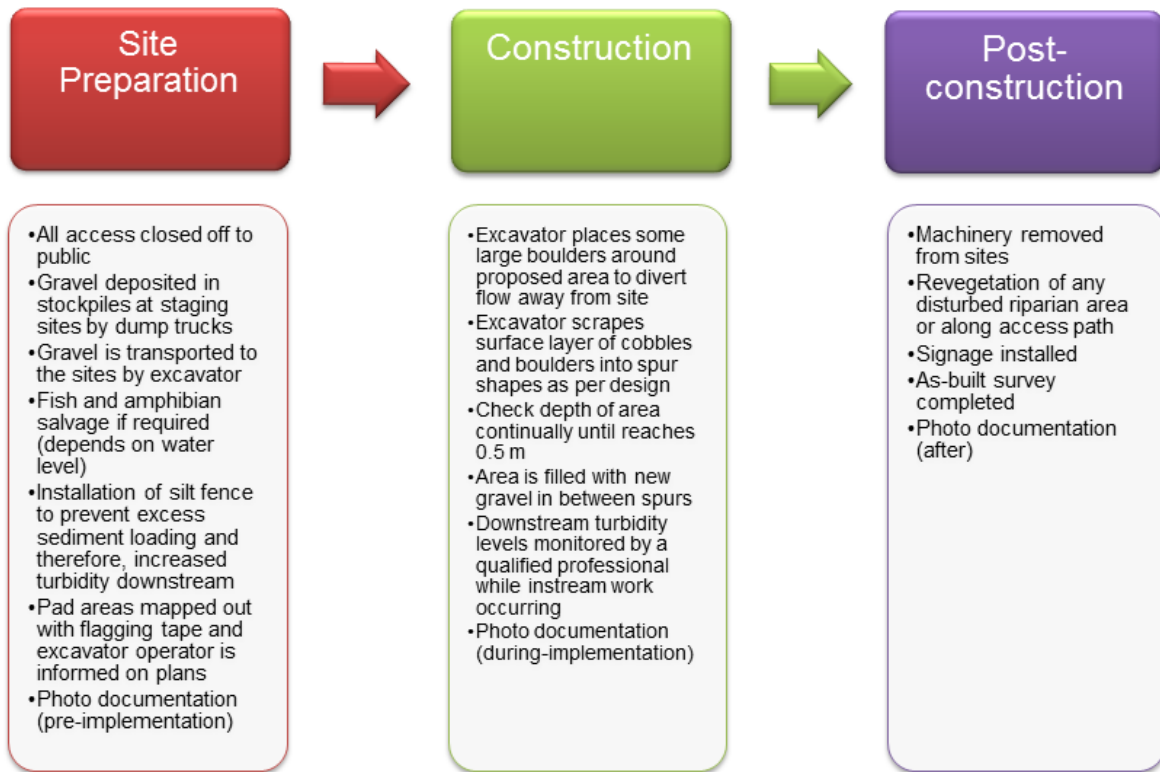 Site
Preparation
•All access closed off to
public
•Gravel deposited in
stockpiles at staging
sites by dump trucks
•Gravel is transported to
the sites by excavator
•Fish and amphibian
salvage if required
(depends on water
level)
•Installation of silt fence
to prevent excess
sediment loading and
therefore, increased
turbidity downstream
•Pad areas mapped out
with flagging tape and
excavator operator is
informed on plans
•Photo documentation
(pre-implementation)
Construction
•Excavator places some
large boulders around
proposed area to divert
flow away from site
•Excavator scrapes
surface layer of cobbles
and boulders into spur
shapes as per design
•Check depth of area
continually until reaches
0.5 m
•Area is filled with new
gravel in between spurs
•Downstream turbidity
levels monitored by a
qualified professional
while instream work
occurring
•Photo documentation
(during-implementation)
Post-
construction
•Machinery removed
from sites
•Revegetation of any
disturbed riparian area
or along access path
•Signage installed
•As-built survey
completed
•Photo documentation
(after)